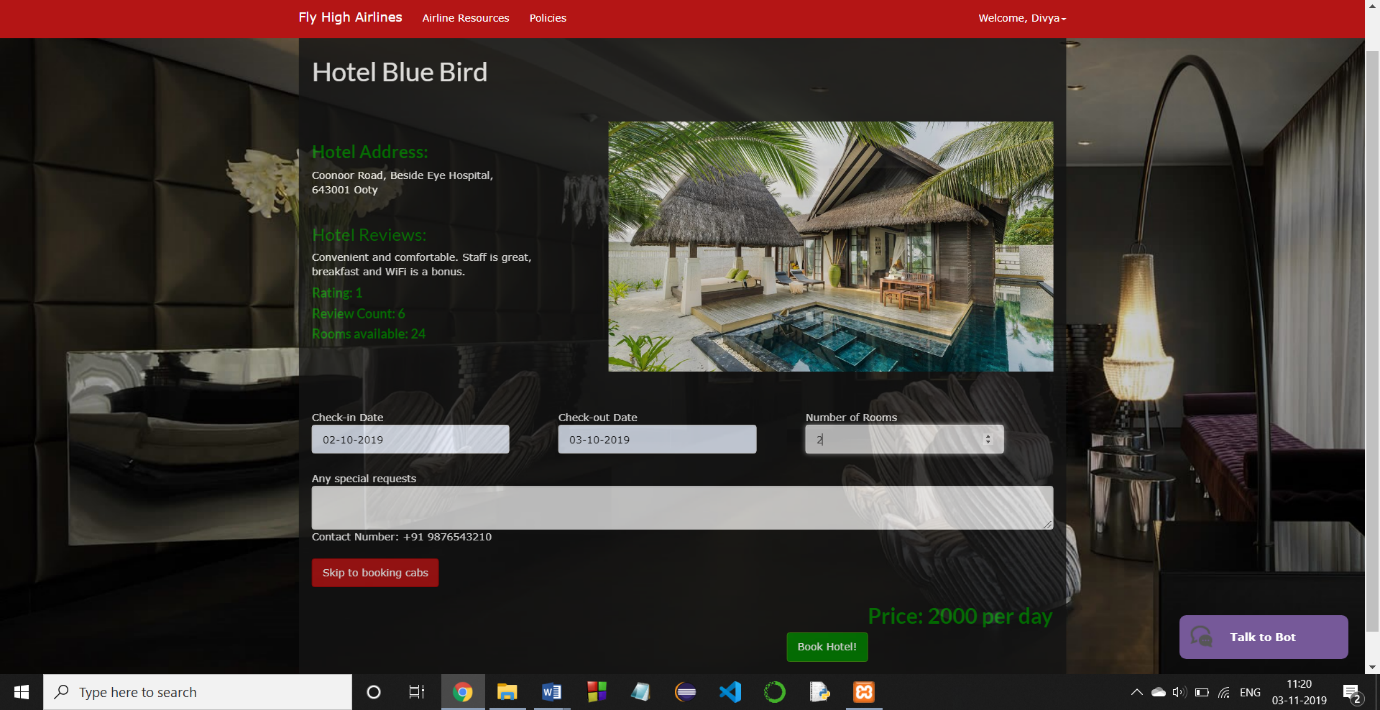 Fly High Airlines Airline Resources Policies Welcome, Divya
Hotel Blue Bird
Hotel Address:
Coonoor Road, Beside Eye Hospital,
643001 Ooty
Hotel Reviews:
Convenient and comfortable. Staff is great,
breakfast and WiFi is a bonus.
Rating: 1
Review Count: 6
Rooms available: 24
Check-in Date Check-out Date Number of Rooms
02-10-2019 03-10-2019 2
Any special requests
Contact Number: +91 9876543210
Skip to booking cabs
Price: 2000 per day
Book Hotel!
Talk to Bot
Type here to search
ENG
11:20
03-11-2019
2